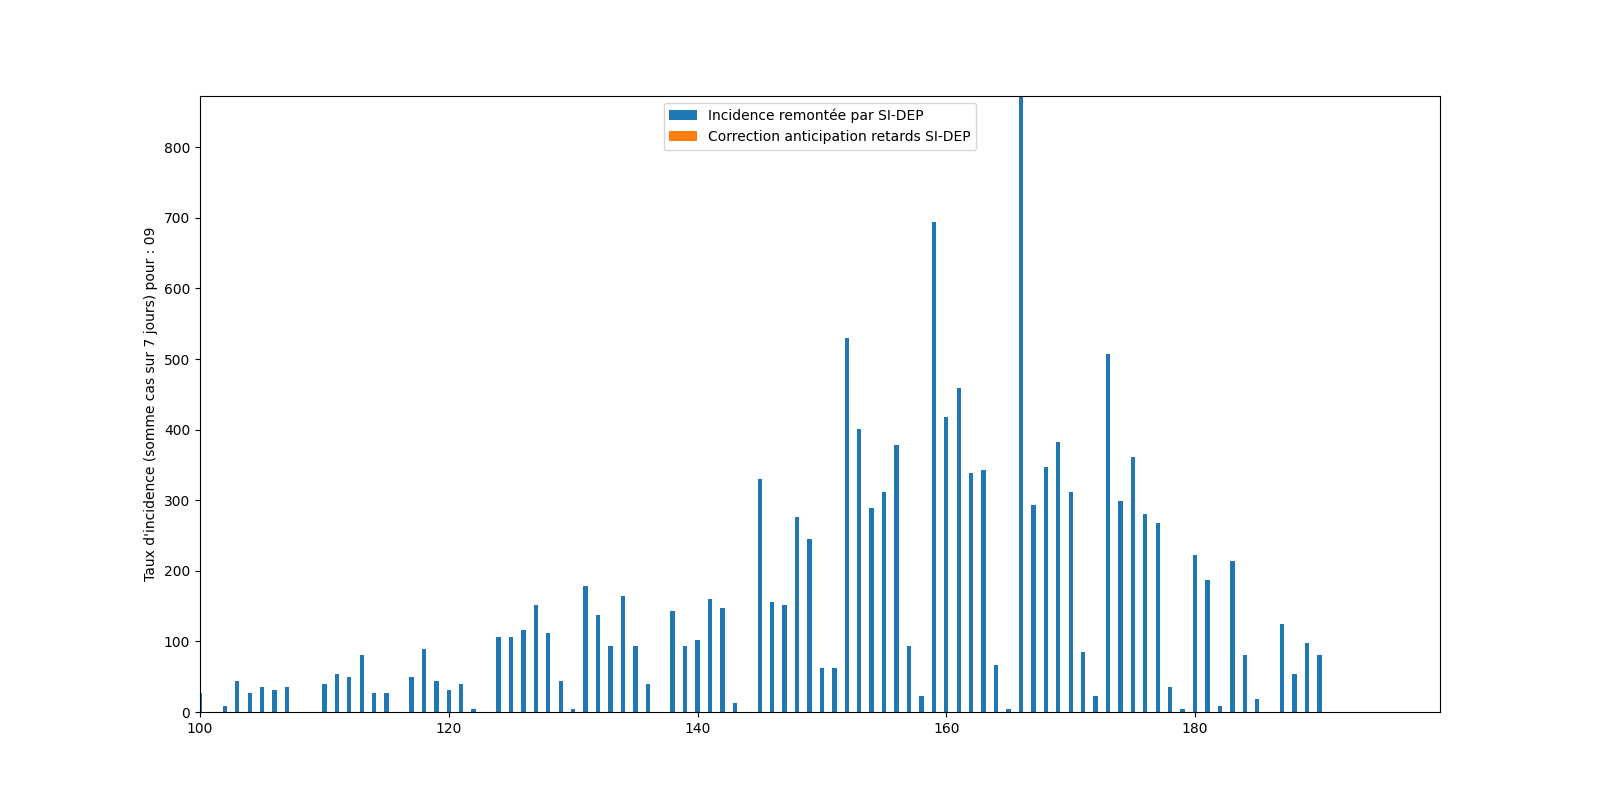 Incidence remontée par SI-DEP
Correction anticipation retards SI-DEP
Taux d'incidence (somme cas sur 7 jours) pour : 09
800
700
600
500
400
300
200
100
0
100 120 140 160 180